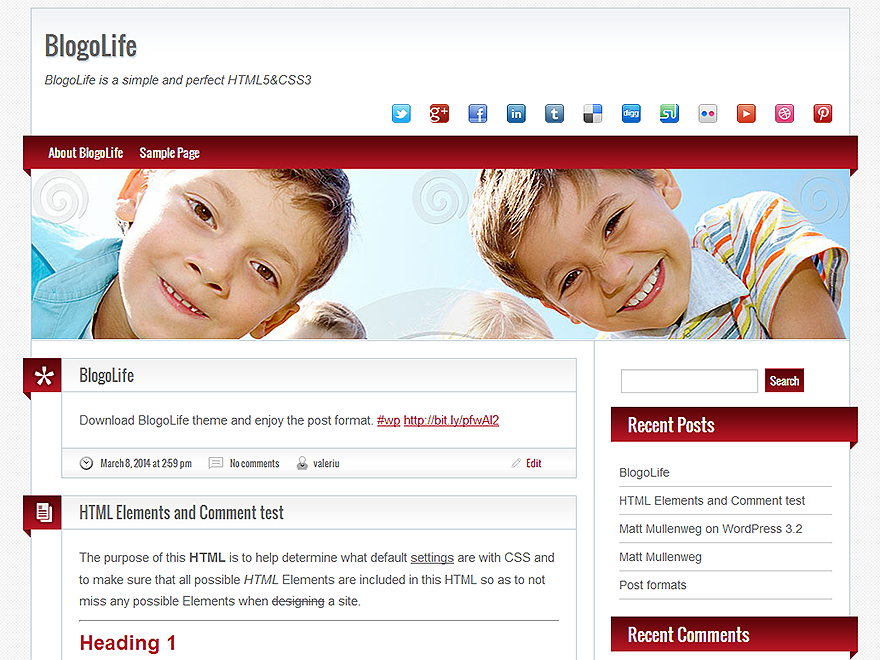 BlogoLife
BlogoLife is a simple and perfect HTML5&CSS3
g+ f in t digg
About BlogoLife Sample Page
BlogoLife
Download BlogoLife theme and enjoy the post format. #wp http://bit.ly/pfwAl2
March 8, 2014 at 2:59 pm No comments valeriu Edit
HTML Elements and Comment test
The purpose of this HTML is to help determine what default settings are with CSS and
to make sure that all possible HTML Elements are included in this HTML so as to not
miss any possible Elements when designing a site.
Heading 1
Search
Recent Posts
BlogoLife
HTML Elements and Comment test
Matt Mullenweg on WordPress 3.2
Matt Mullenweg
Post formats
Recent Comments